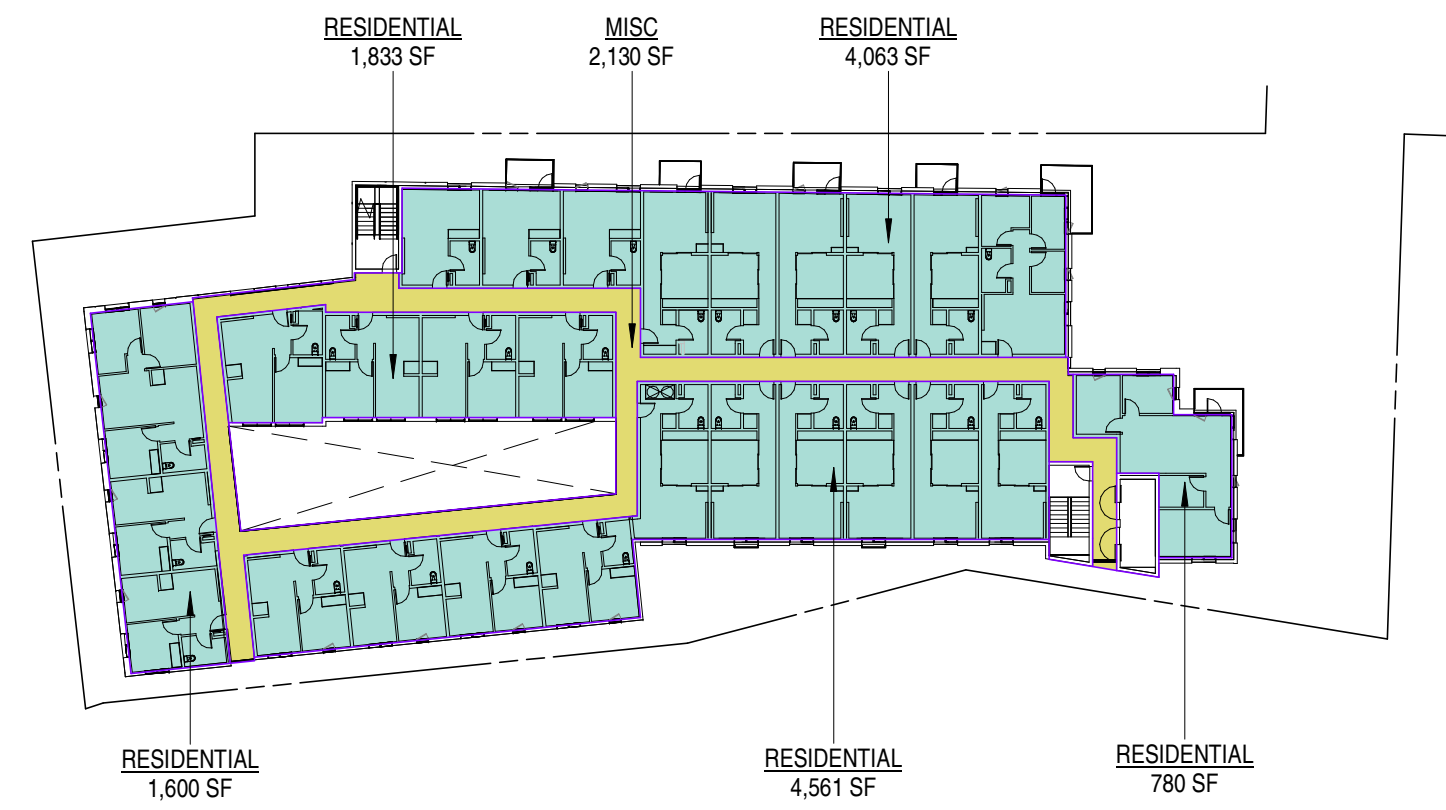 RESIDENTIAL
1,833 SF
MISC
2,130 SF
RESIDENTIAL
4,063 SF
RESIDENTIAL
1,600 SF
RESIDENTIAL
4,561 SF
RESIDENTIAL
780 SF